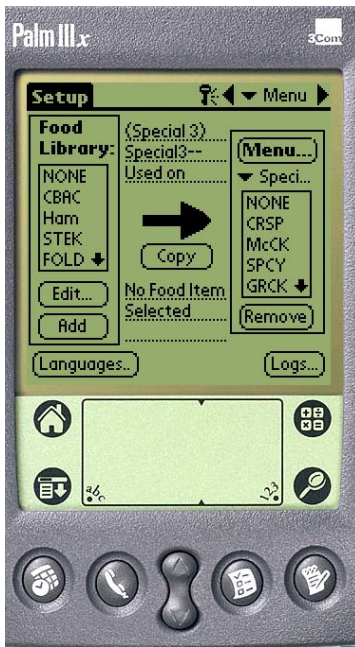 Palm IIIx
3Com
Setup
Menu
Food
Library:
NONE
CBAC
Ham
STEK
FOLD
Edit...
Add
(Special 3)
Special3--
Used on
Copy
No Food Item
Selected
Menu...
Speci...
NONE
CRSP
McCK
SPCY
GRCK
Remove
Languages..
Logs...
abc
123